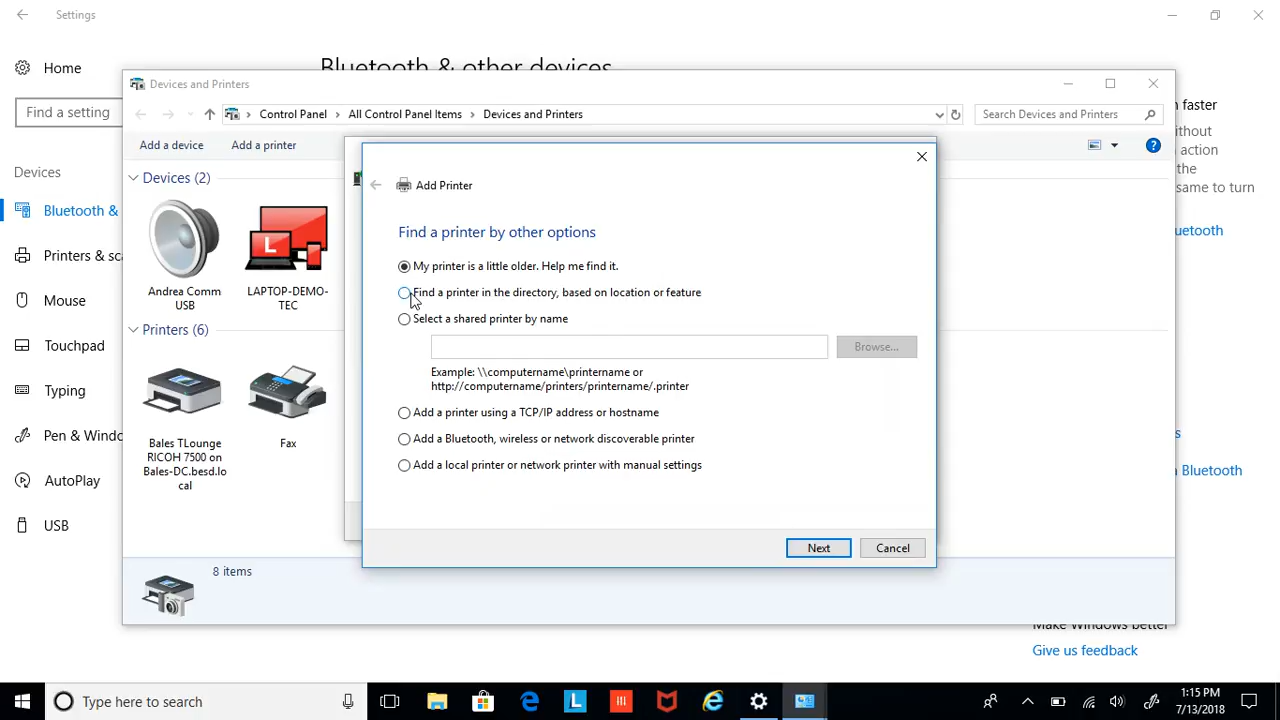 Settings
Home
Find a setting
Devices
Bluetooth &
Printers & sca
Mouse
Touchpad
Typing
Pen & Windo
AutoPlay
USB
Bluetooth & other devices
Devices and Printers
Control Panel
All Control Panel Items
Devices and Printers
Search Devices and Printers
Add a device
Add a printer
Devices (2)
Andrea Comm
USB
L
LAPTOP-DEMO-
TEC
Printers (6)
Bales TLounge
RICOH 7500 on
Bales-DC.besd.lo
cal
Fax
8 items
Add Printer
Find a printer by other options
My printer is a little older. Help me find it.
Find a printer in the directory, based on location or feature
Select a shared printer by name
Browse...
Example: \\computername\printername or
http://computername/printers/printername/.printer
Add a printer using a TCP/IP address or hostname
Add a Bluetooth, wireless or network discoverable printer
Add a local printer or network printer with manual settings
Next
Cancel
faster
ithout
action
the
same to turn
uetooth
s
n Bluetooth
Make Windows better
Give us feedback
Type here to search
1:15 PM
7/13/2018